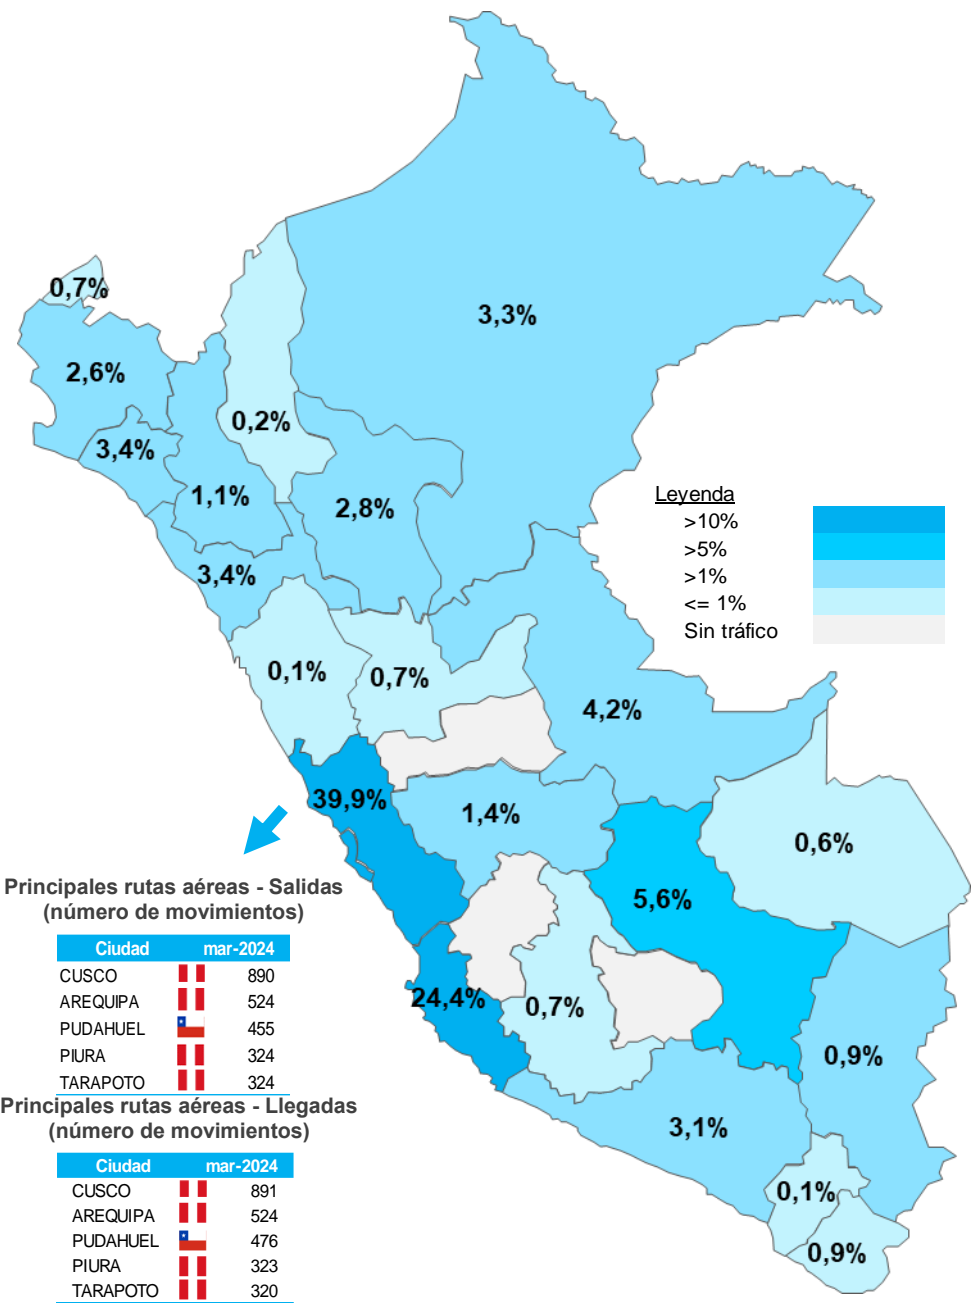 0,7%
3,3%
2,6%
0,2%
3,4%
1,1%
2,8%
Leyenda
>10%
>5%
>1%
<= 1%
Sin tráfico
3,4%
0,1%
0,7%
4,2%
39,9%
1,4%
0,6%
5,6%
24,4%
0,7%
0,9%
3,1%
0,1%
0,9%
Principales rutas aéreas - Salidas
(número de movimientos)
Ciudad mar-2024
CUSCO 890
AREQUIPA 524
PUDAHUEL 455
PIURA 324
TARAPOTO 324
Principales rutas aéreas - Llegadas
(número de movimientos)
Ciudad mar-2024
CUSCO 891
AREQUIPA 524
PUDAHUEL 476
PIURA 323
TARAPOTO 320